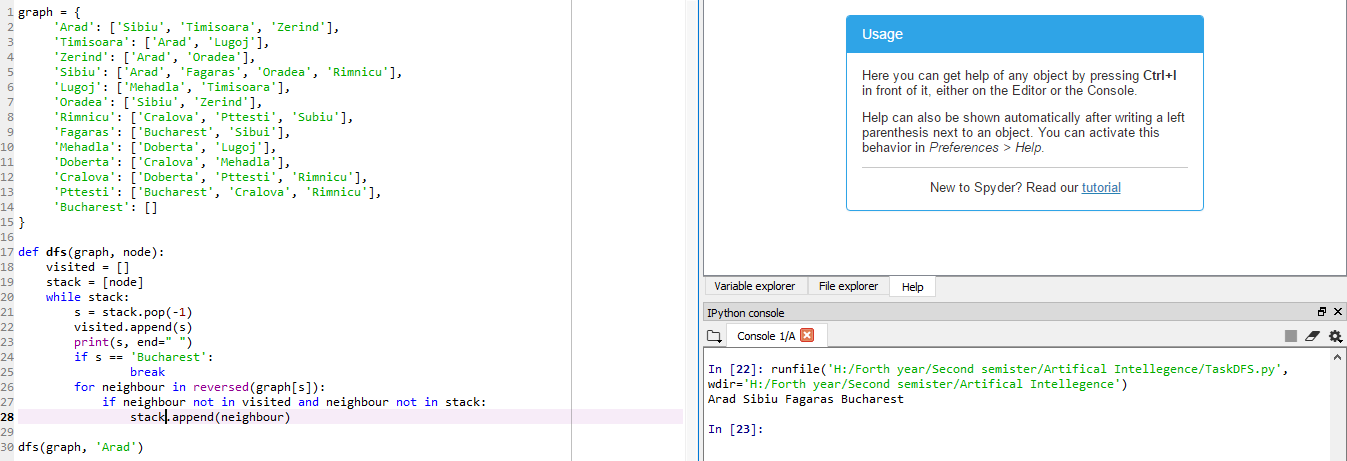 1 graph = {
2     'Arad': ['Sibiu', 'Timisoara', 'Zerind'],
3     'Timisoara': ['Arad', 'Lugoj'],
4     'Zerind': ['Arad', 'Oradea'],
5     'Sibiu': ['Arad', 'Fagaras', 'Oradea', 'Rimnicu'],
6     'Lugoj': ['Mehadla', 'Timisoara'],
7     'Oradea': ['Sibiu', 'Zerind'],
8     'Rimnicu': ['Cralova', 'Pttesti', 'Subiu'],
9     'Fagaras': ['Bucharest', 'Sibui'],
10     'Mehadla': ['Doberta', 'Lugoj'],
11     'Doberta': ['Cralova', 'Mehadla'],
12     'Cralova': ['Doberta', 'Pttesti', 'Rimnicu'],
13     'Pttesti': ['Bucharest', 'Cralova', 'Rimnicu'],
14     'Bucharest': []
15 }
16
17 def dfs(graph, node):
18     visited = []
19     stack = [node]
20     while stack:
21         s = stack.pop(-1)
22         visited.append(s)
23         print(s, end=" ")
24         if s == 'Bucharest':
25                 break
26         for neighbour in reversed(graph[s]):
27             if neighbour not in visited and neighbour not in stack:
28                 stack.append(neighbour)
29
30 dfs(graph, 'Arad')
Usage
Here you can get help of any object by pressing Ctrl+I
in front of it, either on the Editor or the Console.
Help can also be shown automatically after writing a left
parenthesis next to an object. You can activate this
behavior in Preferences > Help.
New to Spyder? Read our tutorial
Variable explorer File explorer Help
IPython console
Console 1/A
In [22]: runfile('H:/Forth year/Second semister/Artifical Intellegence/TaskDFS.py',
wdir='H:/Forth year/Second semister/Artifical Intellegence')
Arad Sibiu Fagaras Bucharest
In [23]: